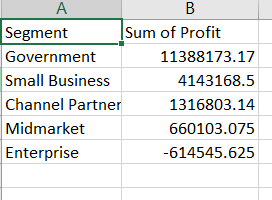 A B
Segment Sum of Profit
Government 11388173.17
Small Business 4143168.5
Channel Partner 1316803.14
Midmarket 660103.075
Enterprise -614545.625